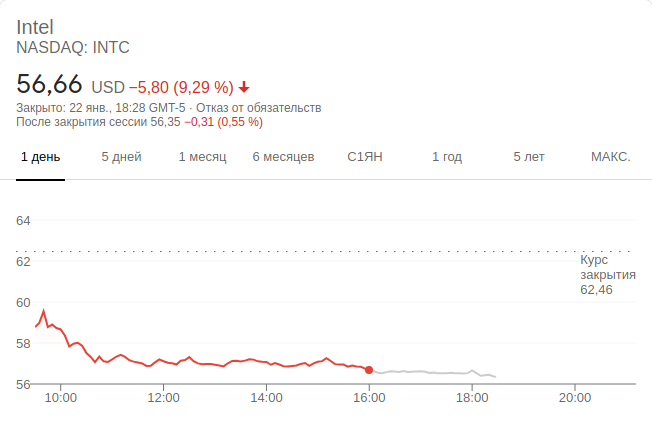 Intel
NASDAQ: INTC
56,66 USD −5,80 (9,29 %)
Закрыто: 22 янв., 18:28 GMT-5 · Отказ от обязательств
После закрытия сессии 56,35 −0,31 (0,55 %)
1 день 5 дней 1 месяц 6 месяцев С1ЯН 1 год 5 лет МАКС.
64
62
60
58
56
Курс
закрытия
62,46
10:00 12:00 14:00 16:00 18:00 20:00